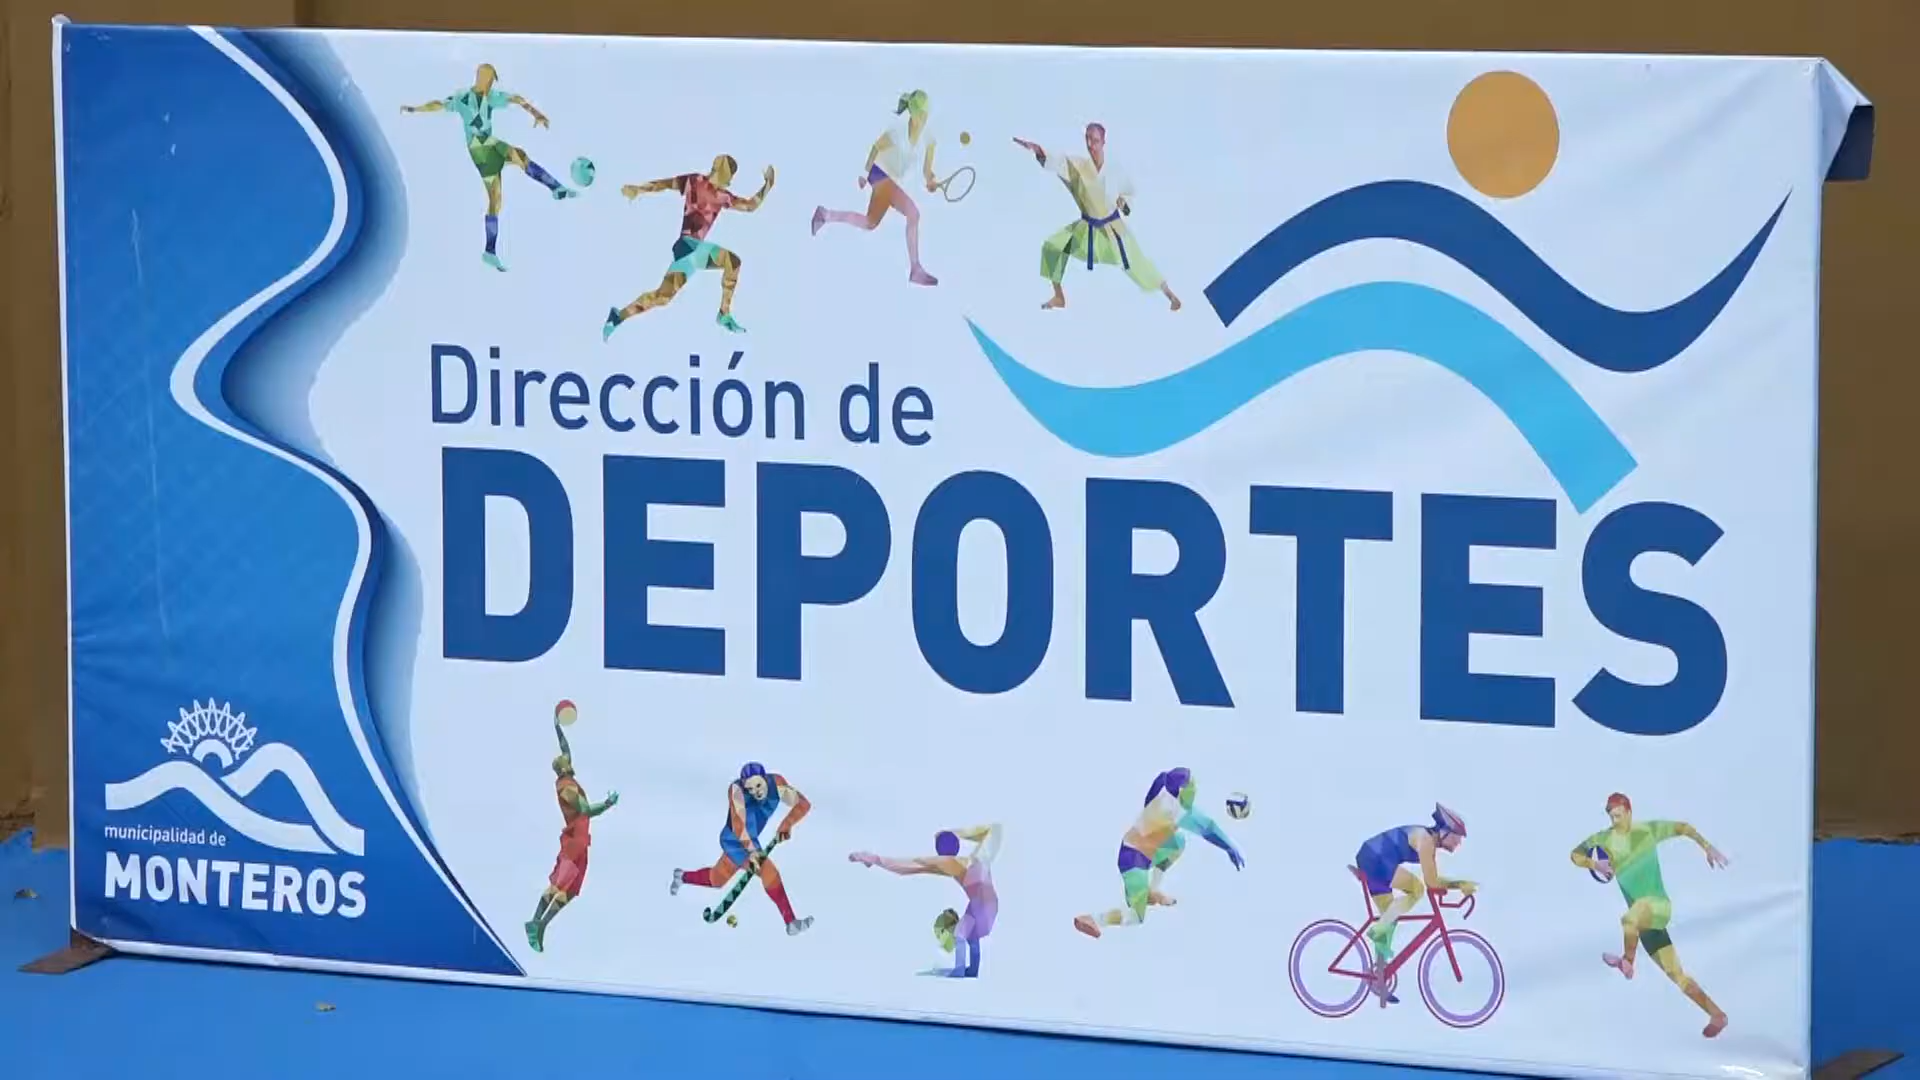 Dirección de
DEPORTES
municipalidad de
MONTEROS